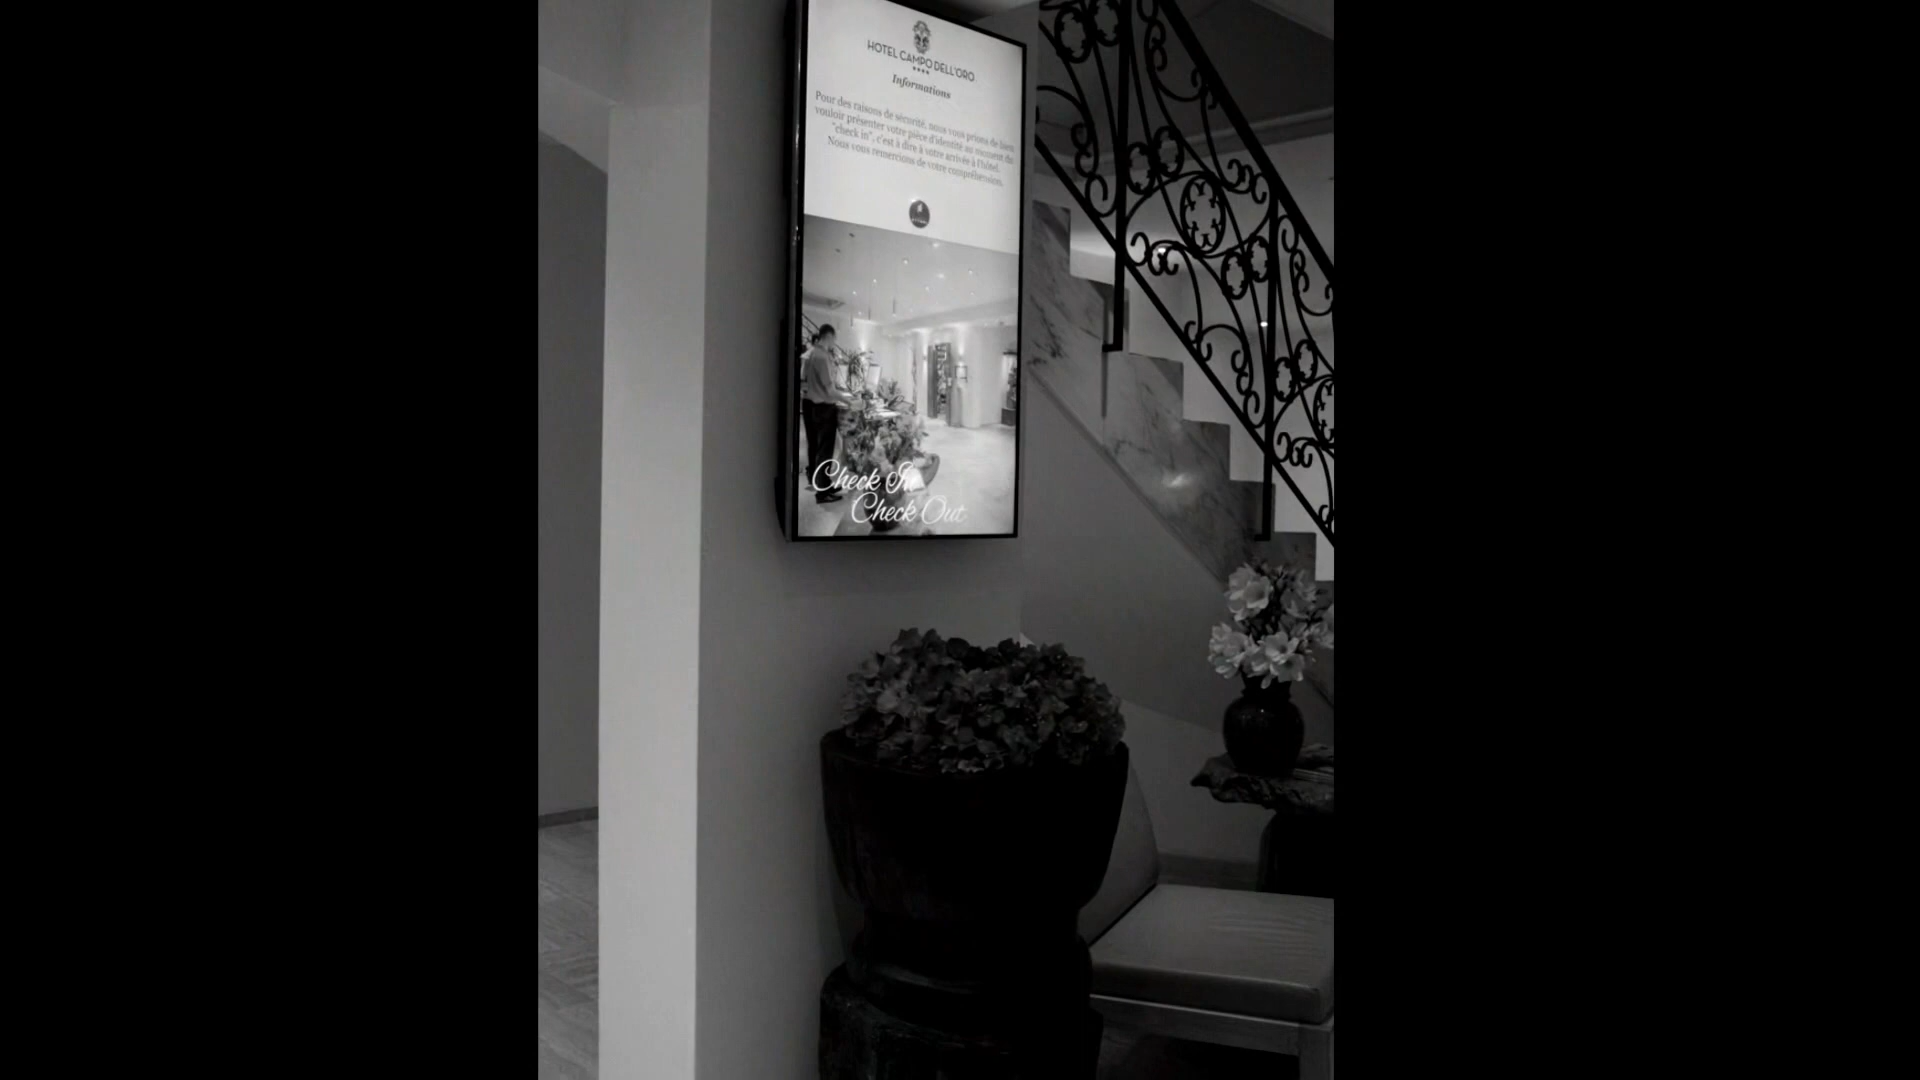 HOTEL CAMPO DELL'ORO
Informations
Pour des raisons de sécurité, nous vous prions de bien
vouloir présenter votre pièce d'identité au moment du
"check in", c'est à dire à votre arrivée à l'hôtel.
Nous vous remercions de votre compréhension.
Check In
Check Out